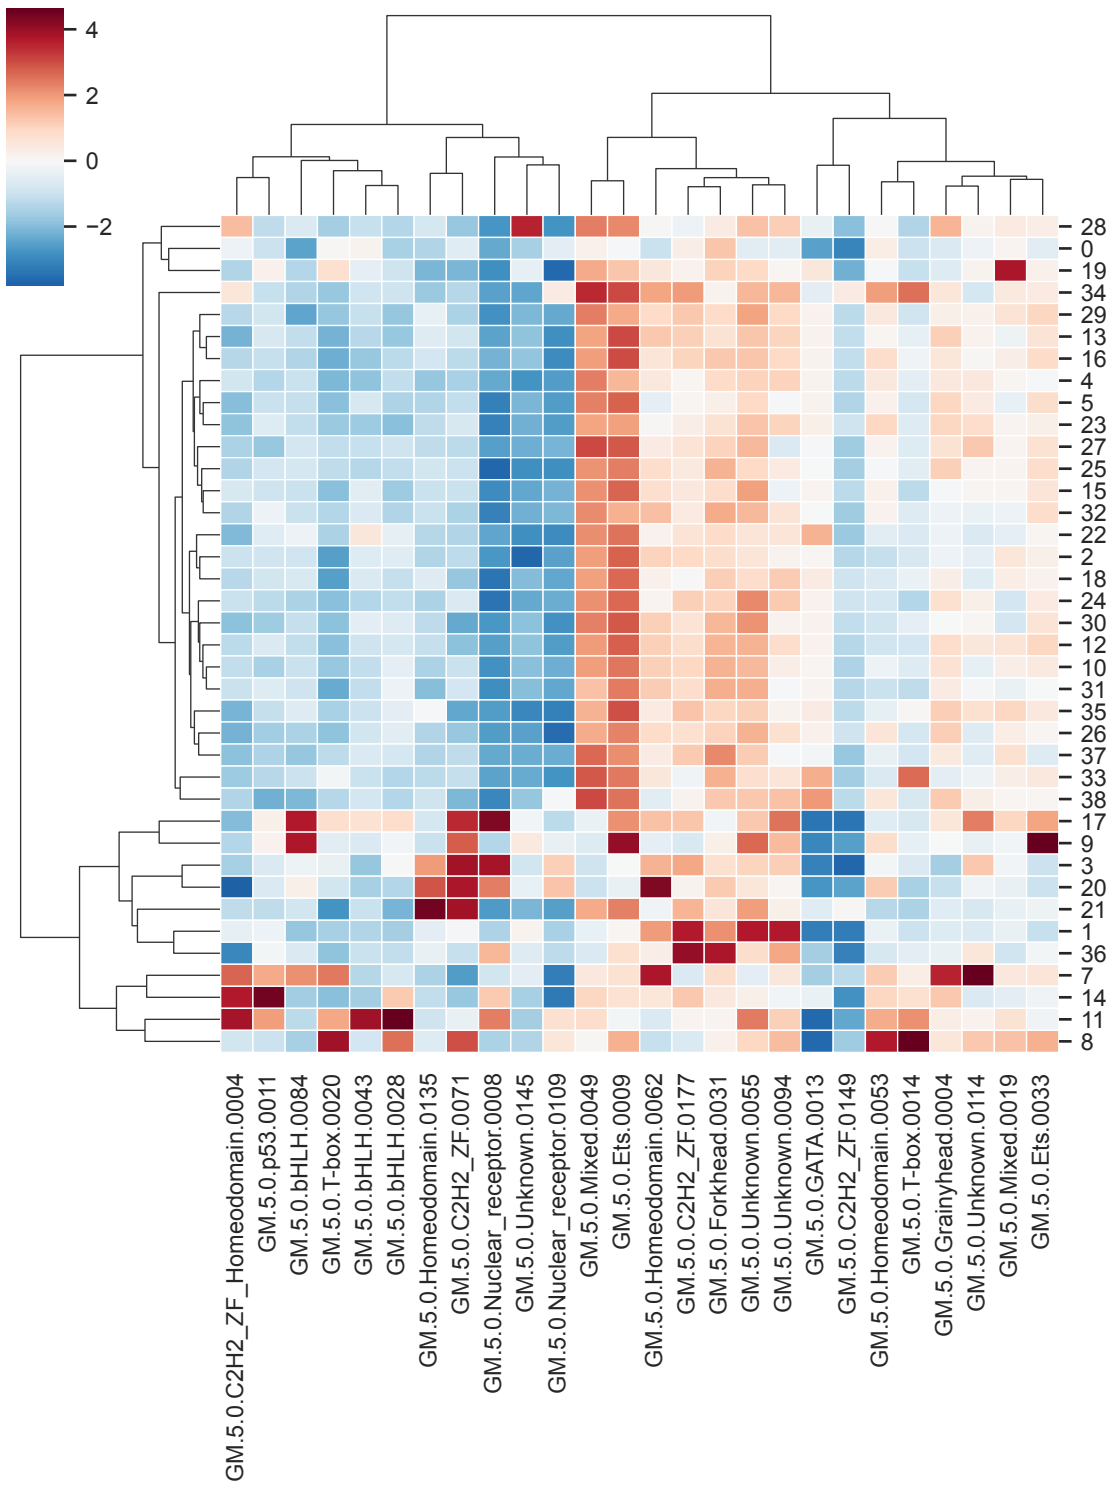 4
2
0
−2
28
0
19
34
29
13
16
4
5
23
27
25
15
32
22
2
18
24
30
12
10
31
35
26
37
33
38
17
9
3
20
21
1
36
7
14
11
8
GM.5.0.C2H2_ZF_Homeodomain.0004
GM.5.0.p53.0011
GM.5.0.bHLH.0084
GM.5.0.T-box.0020
GM.5.0.bHLH.0043
GM.5.0.bHLH.0028
GM.5.0.Homeodomain.0135
GM.5.0.C2H2_ZF.0071
GM.5.0.Nuclear_receptor.0008
GM.5.0.Unknown.0145
GM.5.0.Nuclear_receptor.0109
GM.5.0.Mixed.0049
GM.5.0.Ets.0009
GM.5.0.Homeodomain.0062
GM.5.0.C2H2_ZF.0177
GM.5.0.Forkhead.0031
GM.5.0.Unknown.0055
GM.5.0.Unknown.0094
GM.5.0.GATA.0013
GM.5.0.C2H2_ZF.0149
GM.5.0.Homeodomain.0053
GM.5.0.T-box.0014
GM.5.0.Grainyhead.0004
GM.5.0.Unknown.0114
GM.5.0.Mixed.0019
GM.5.0.Ets.0033